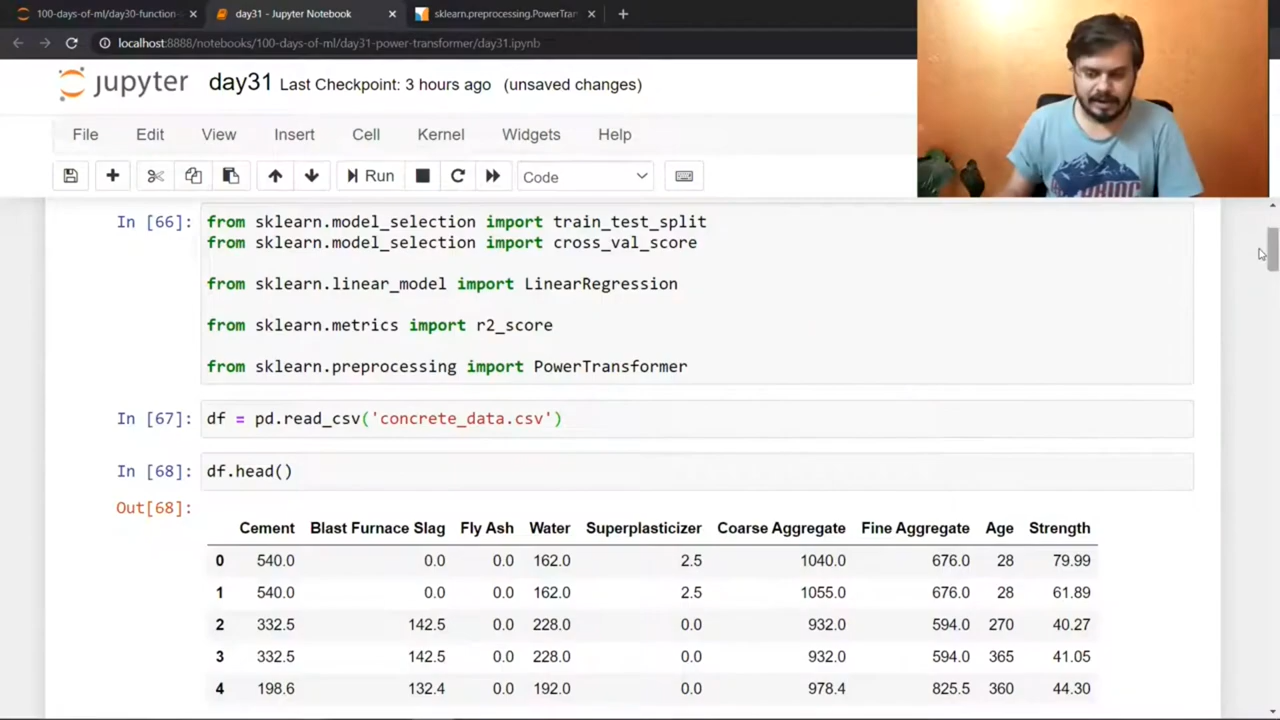 100-days-of-ml/day30-function-
day31 - Jupyter Notebook
sklearn.preprocessing.PowerTran
localhost:8888/notebooks/100-days-of-ml/day31-power-transformer/day31.ipynb
jupyter day31 Last Checkpoint: 3 hours ago (unsaved changes)
File Edit View Insert Cell Kernel Widgets Help
Run Code
In [66]: from sklearn.model_selection import train_test_split
from sklearn.model_selection import cross_val_score
from sklearn.linear_model import LinearRegression
from sklearn.metrics import r2_score
from sklearn.preprocessing import PowerTransformer
In [67]: df = pd.read_csv('concrete_data.csv')
In [68]: df.head()
Out[68]:
Cement Blast Furnace Slag Fly Ash Water Superplasticizer Coarse Aggregate Fine Aggregate Age Strength
0 540.0 0.0 0.0 162.0 2.5 1040.0 676.0 28 79.99
1 540.0 0.0 0.0 162.0 2.5 1055.0 676.0 28 61.89
2 332.5 142.5 0.0 228.0 0.0 932.0 594.0 270 40.27
3 332.5 142.5 0.0 228.0 0.0 932.0 594.0 365 41.05
4 198.6 132.4 0.0 192.0 0.0 978.4 825.5 360 44.30